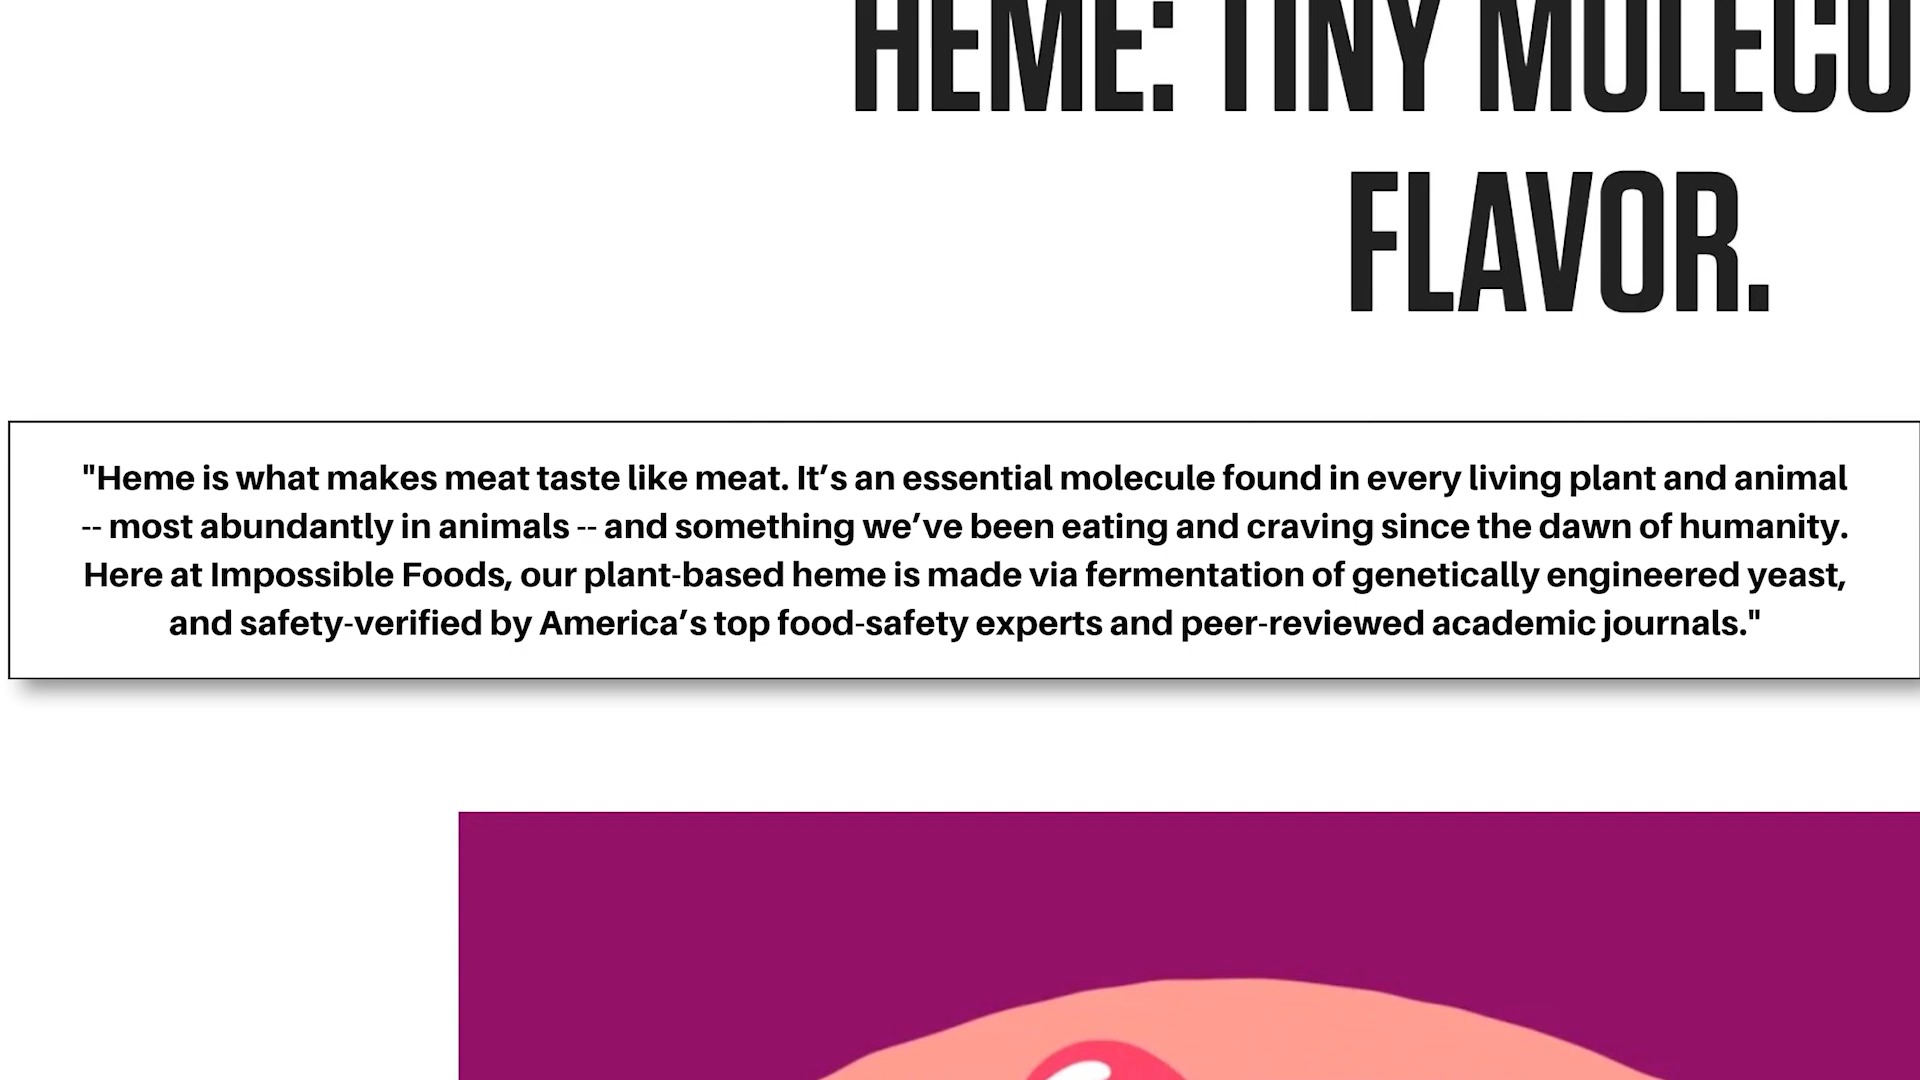 HEME: TINY MOLECU
FLAVOR.
"Heme is what makes meat taste like meat. It’s an essential molecule found in every living plant and animal
-- most abundantly in animals -- and something we’ve been eating and craving since the dawn of humanity.
Here at Impossible Foods, our plant-based heme is made via fermentation of genetically engineered yeast,
and safety-verified by America’s top food-safety experts and peer-reviewed academic journals."